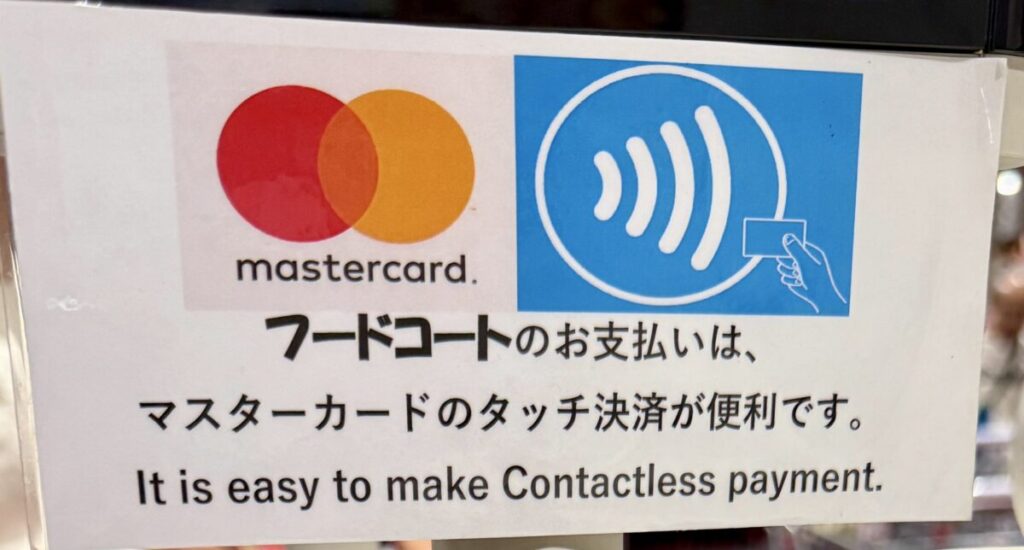 mastercard.
フードコートのお支払いは、
マスターカードのタッチ決済が便利です。
It is easy to make Contactless payment.